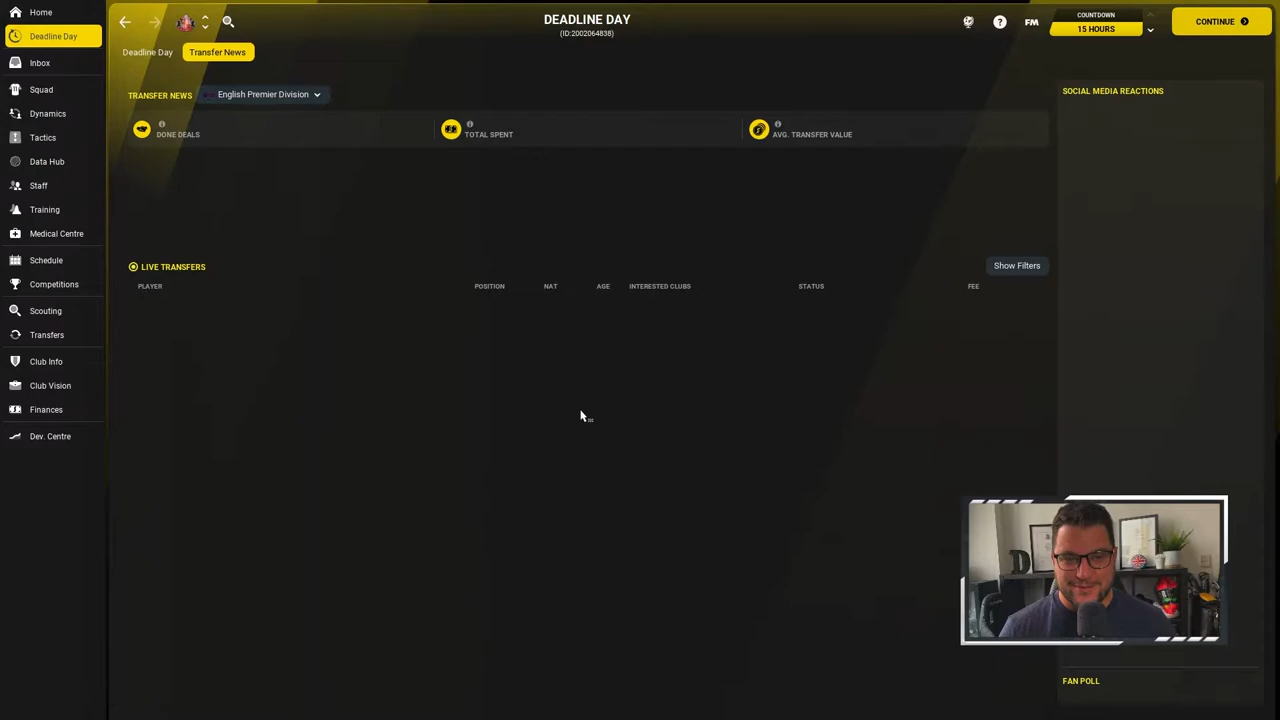 Home
Deadline Day
Inbox
Squad
Dynamics
Tactics
Data Hub
Staff
Training
Medical Centre
Schedule
Competitions
Scouting
Transfers
Club Info
Club Vision
Finances
Dev. Centre
DEADLINE DAY
(ID:2002064838)
FM
COUNTDOWN
15 HOURS
CONTINUE
Deadline Day
Transfer News
TRANSFER NEWS
English Premier Division
DONE DEALS
TOTAL SPENT
AVG. TRANSFER VALUE
LIVE TRANSFERS
Show Filters
PLAYER
POSITION
NAT
AGE
INTERESTED CLUBS
STATUS
FEE
SOCIAL MEDIA REACTIONS
D
FAN POLL